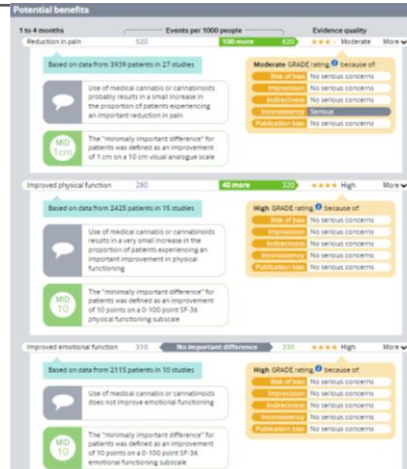 Potential benefits
1 to 4 months Events per 1000 people Evidence quality
Reduction in pain 520 100 more 620 Moderate More
Based on data from 3939 patients in 27 studies
Use of medical cannabis or cannabinoids
probably results in a small increase in
the proportion of patients experiencing
an important reduction in pain
MID
1cm
The "minimally important difference" for
patients was defined as an improvement
of 1 cm on a 10 cm visual analogue scale
Moderate GRADE rating, because of:
Risk of bias No serious concerns
Imprecision No serious concerns
Indirectness No serious concerns
Inconsistency Serious
Publication bias No serious concerns
Improved physical function 280 40 more 320 High More
Based on data from 2425 patients in 15 studies
Use of medical cannabis or cannabinoids
results in a very small increase in the
proportion of patients experiencing an
important improvement in physical
functioning
MID
10
The "minimally important difference" for
patients was defined as an improvement
of 10 points on a 0-100 point SF-36
physical functioning subscale
High GRADE rating, because of:
Risk of bias No serious concerns
Imprecision No serious concerns
Indirectness No serious concerns
Inconsistency No serious concerns
Publication bias No serious concerns
Improved emotional function 310 No important difference 330 High More
Based on data from 2115 patients in 10 studies
Use of medical cannabis or cannabinoids
does not improve emotional functioning
MID
10
The "minimally important difference" for
patients was defined as an improvement
of 10 points on a 0-100 point SF-36
emotional functioning subscale
High GRADE rating, because of:
Risk of bias No serious concerns
Imprecision No serious concerns
Indirectness No serious concerns
Inconsistency No serious concerns
Publication bias No serious concerns